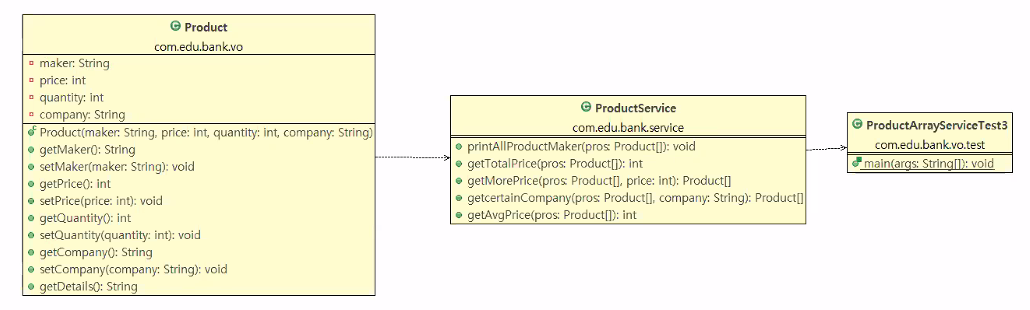 Product
com.edu.bank.vo
maker: String
price: int
quantity: int
company: String
Product(maker: String, price: int, quantity: int, company: String)
getMaker(): String
setMaker(maker: String): void
getPrice(): int
setPrice(price: int): void
getQuantity(): int
setQuantity(quantity: int): void
getCompany(): String
setCompany(company: String): void
getDetails(): String
ProductService
com.edu.bank.service
printAllProductMaker(pros: Product[]): void
getTotalPrice(pros: Product[]): int
getMorePrice(pros: Product[], price: int): Product[]
getcertainCompany(pros: Product[], company: String): Product[]
getAvgPrice(pros: Product[]): int
ProductArrayServiceTest3
com.edu.bank.vo.test
main(args: String[]): void